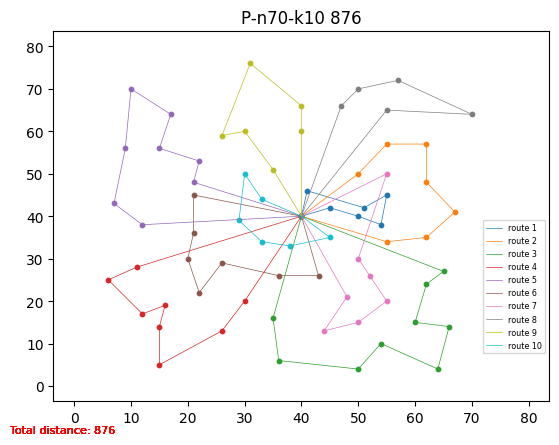 P-n70-k10 876
80
70
60
50
40
30
20
10
0
route 1
route 2
route 3
route 4
route 5
route 6
route 7
route 8
route 9
route 10
0 10 20 30 40 50 60 70 80
Total distance: 876